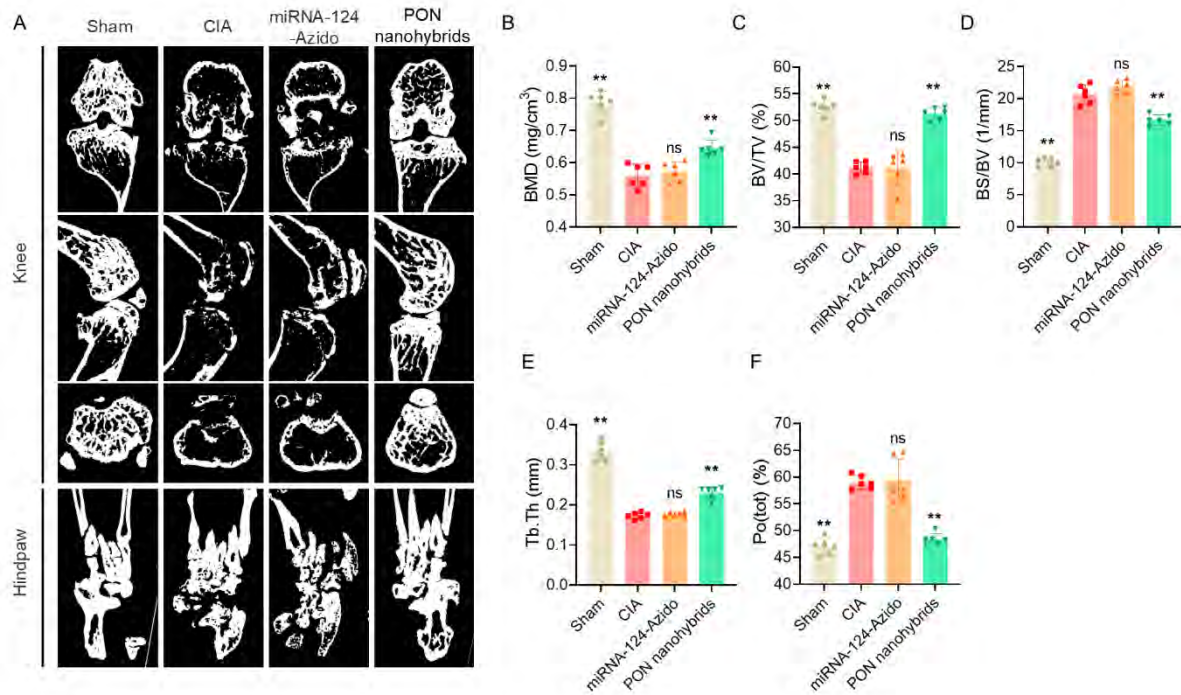 A
Sham
CIA
miRNA-124
-Azido
PON
nanohybrids
Knee
Hindpaw
B
BMD (mg/cm³)
0.9
0.8
0.7
0.6
0.5
0.4
**
ns
**
Sham
CIA
miRNA-124-Azido
PON nanohybrids
C
BV/TV (%)
60
55
50
45
40
35
30
**
ns
**
Sham
CIA
miRNA-124-Azido
PON nanohybrids
D
BS/BV (1/mm)
25
20
15
10
5
0
**
ns
**
Sham
CIA
miRNA-124-Azido
PON nanohybrids
E
Tb.Th (mm)
0.4
0.3
0.2
0.1
0.0
**
ns
**
Sham
CIA
miRNA-124-Azido
PON nanohybrids
F
Po(tot) (%)
70
65
60
55
50
45
40
**
ns
**
Sham
CIA
miRNA-124-Azido
PON nanohybrids